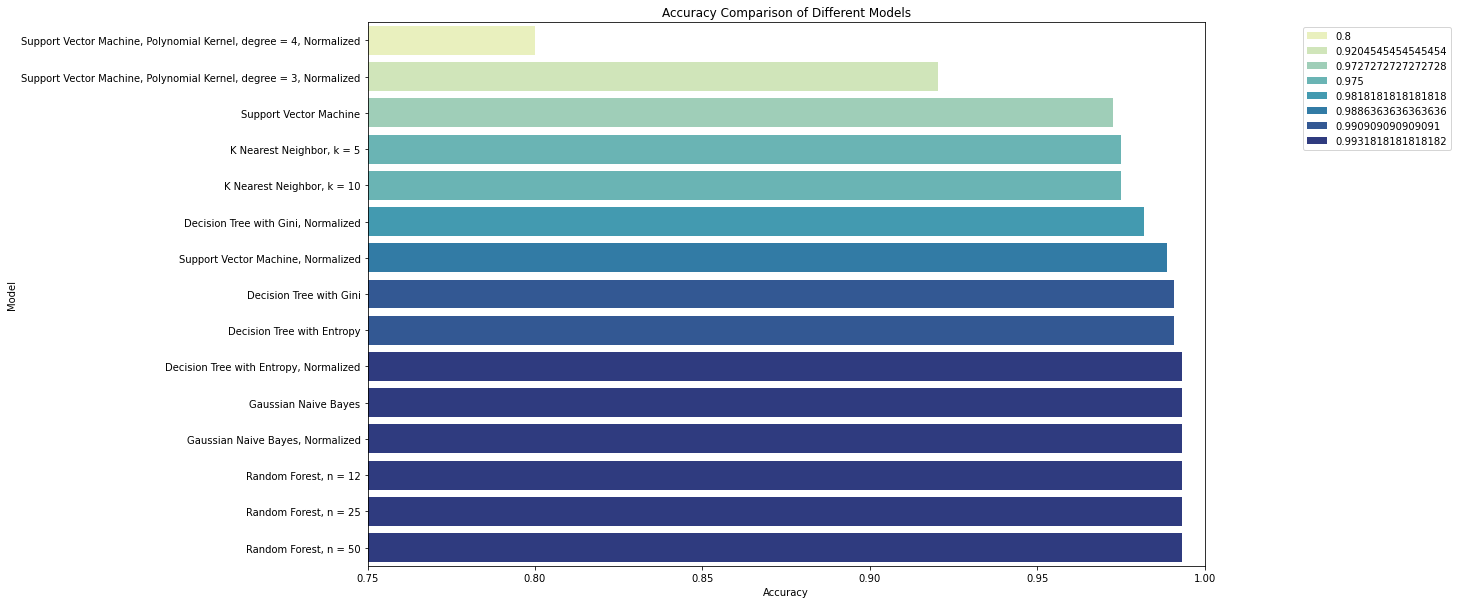 Accuracy Comparison of Different Models
Support Vector Machine, Polynomial Kernel, degree = 4, Normalized
Support Vector Machine, Polynomial Kernel, degree = 3, Normalized
Support Vector Machine
K Nearest Neighbor, k = 5
K Nearest Neighbor, k = 10
Decision Tree with Gini, Normalized
Support Vector Machine, Normalized
Decision Tree with Gini
Decision Tree with Entropy
Decision Tree with Entropy, Normalized
Gaussian Naive Bayes
Gaussian Naive Bayes, Normalized
Random Forest, n = 12
Random Forest, n = 25
Random Forest, n = 50
Model
0.75 0.80 0.85 0.90 0.95 1.00
Accuracy
0.8
0.9204545454545454
0.9727272727272728
0.975
0.9818181818181818
0.9886363636363636
0.990909090909091
0.9931818181818182